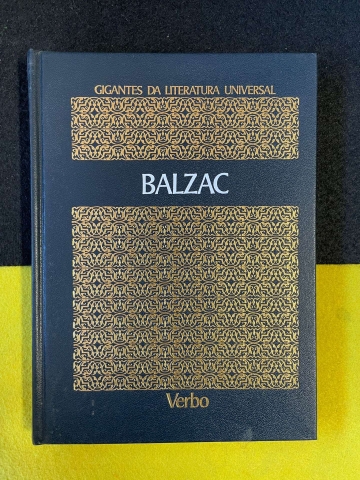 GIGANTES DA LITERATURA UNIVERSAL
BALZAC
Verbo